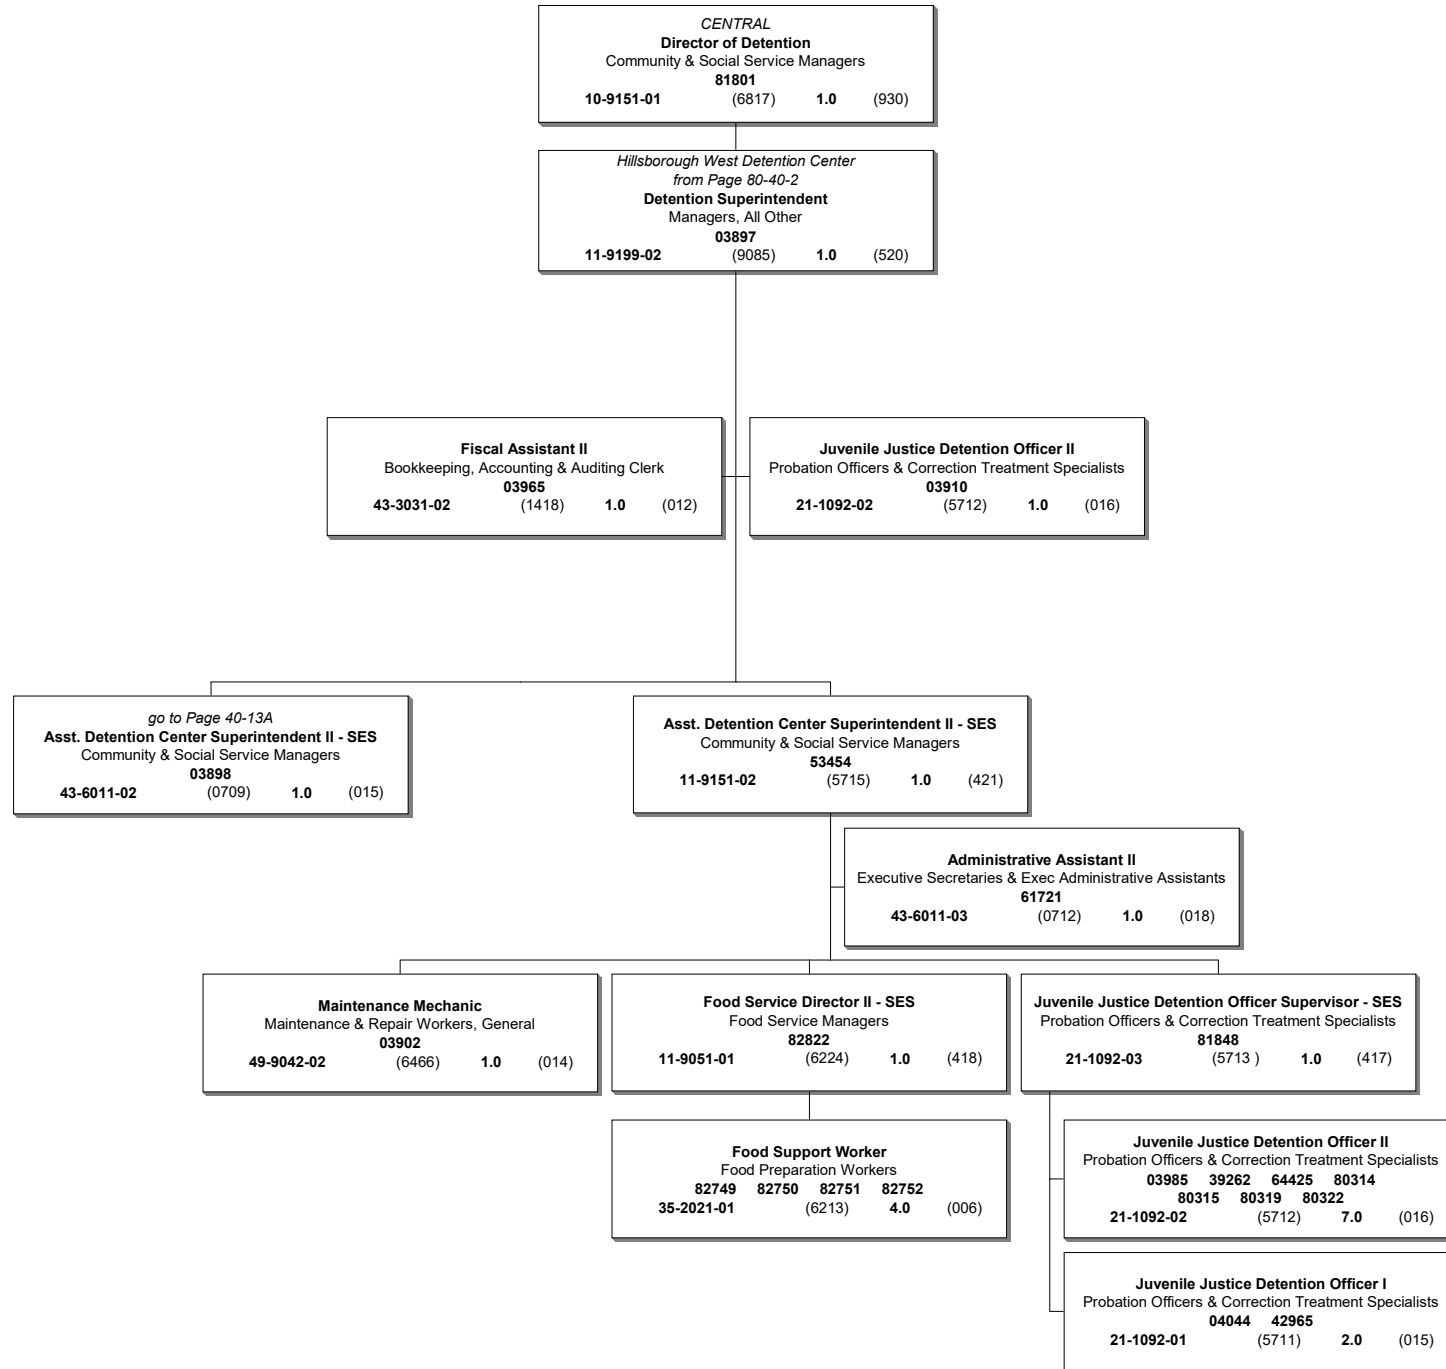 CENTRAL
Director of Detention
Community & Social Service Managers
81801
10-9151-01 (6817) 1.0 (930)
Hillsborough West Detention Center
from Page 80-40-2
Detention Superintendent
Managers, All Other
03897
11-9199-02 (9085) 1.0 (520)
Fiscal Assistant II
Bookkeeping, Accounting & Auditing Clerk
03965
43-3031-02 (1418) 1.0 (012)
Juvenile Justice Detention Officer II
Probation Officers & Correction Treatment Specialists
03910
21-1092-02 (5712) 1.0 (016)
go to Page 40-13A
Asst. Detention Center Superintendent II - SES
Community & Social Service Managers
03898
43-6011-02 (0709) 1.0 (015)
Asst. Detention Center Superintendent II - SES
Community & Social Service Managers
53454
11-9151-02 (5715) 1.0 (421)
Administrative Assistant II
Executive Secretaries & Exec Administrative Assistants
61721
43-6011-03 (0712) 1.0 (018)
Maintenance Mechanic
Maintenance & Repair Workers, General
03902
49-9042-02 (6466) 1.0 (014)
Food Service Director II - SES
Food Service Managers
82822
11-9051-01 (6224) 1.0 (418)
Juvenile Justice Detention Officer Supervisor - SES
Probation Officers & Correction Treatment Specialists
81848
21-1092-03 (5713 ) 1.0 (417)
Food Support Worker
Food Preparation Workers
82749 82750 82751 82752
35-2021-01 (6213) 4.0 (006)
Juvenile Justice Detention Officer II
Probation Officers & Correction Treatment Specialists
03985 39262 64425 80314
80315 80319 80322
21-1092-02 (5712) 7.0 (016)
Juvenile Justice Detention Officer I
Probation Officers & Correction Treatment Specialists
04044 42965
21-1092-01 (5711) 2.0 (015)